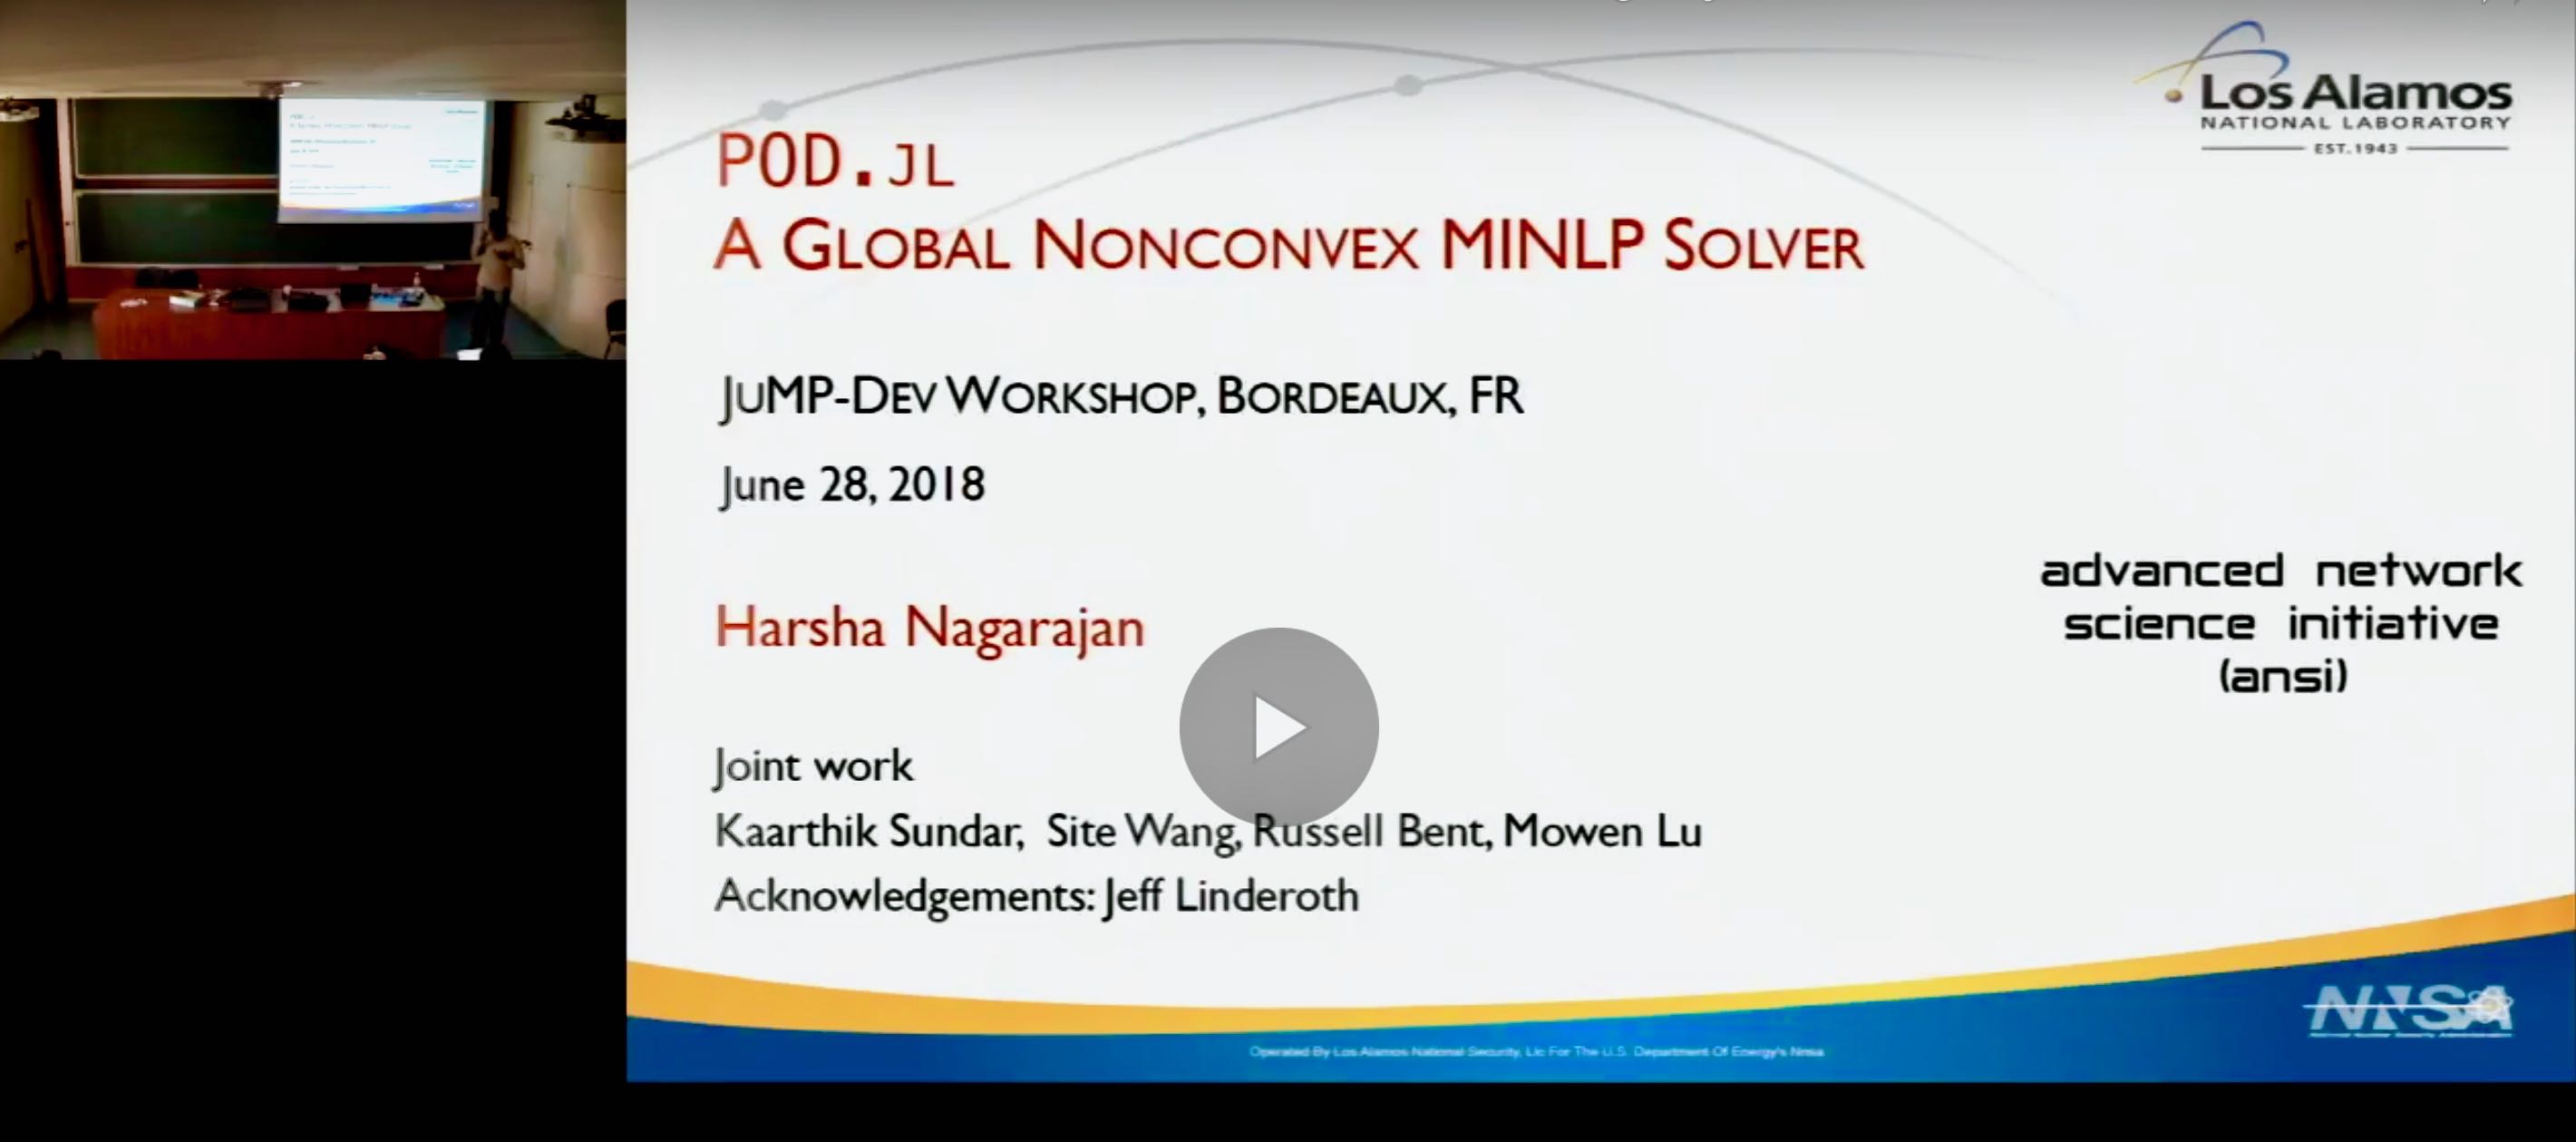 Los Alamos
NATIONAL LABORATORY
EST.1943
POD.JL
A GLOBAL NONCONVEX MINLP SOLVER
JUMP-DEV WORKSHOP, BORDEAUX, FR
June 28, 2018
advanced network
science initiative
(ansi)
Harsha Nagarajan
Joint work
Kaarthik Sundar, Site Wang, Russell Bent, Mowen Lu
Acknowledgements: Jeff Linderoth
NNSA
Operated By Los Alamos National Security, Llc For The U.S. Department Of Energy's Nnsa